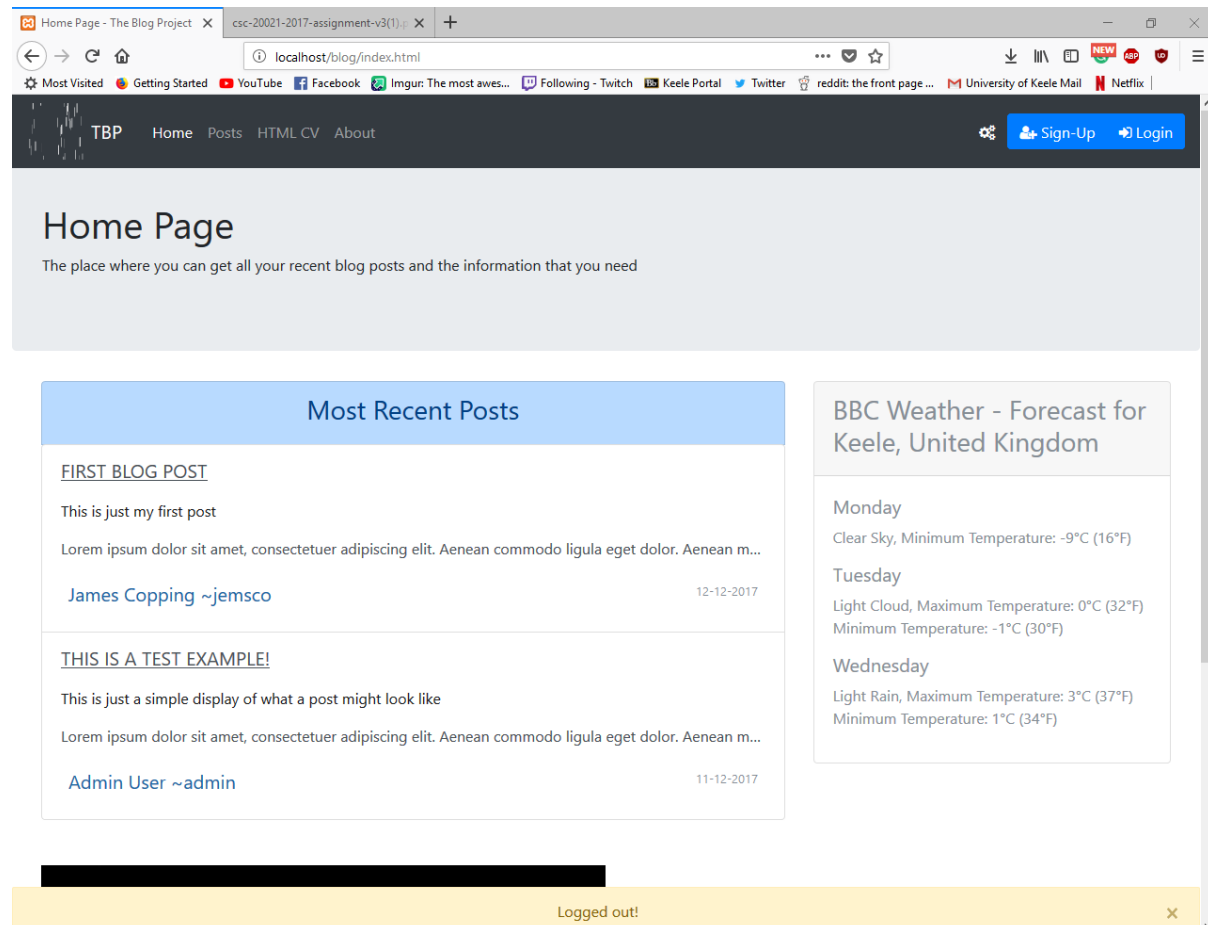 Home Page - The Blog Project
csc-20021-2017-assignment-v3(1).p
localhost/blog/index.html
NEW ABP
Most Visited Getting Started YouTube Facebook Imgur: The most awes... Following - Twitch Keele Portal Twitter reddit: the front page ... University of Keele Mail Netflix
TBP Home Posts HTML CV About Sign-Up Login
Home Page
The place where you can get all your recent blog posts and the information that you need
Most Recent Posts
FIRST BLOG POST
This is just my first post
Lorem ipsum dolor sit amet, consectetuer adipiscing elit. Aenean commodo ligula eget dolor. Aenean m...
James Copping ~jemsco 12-12-2017
THIS IS A TEST EXAMPLE!
This is just a simple display of what a post might look like
Lorem ipsum dolor sit amet, consectetuer adipiscing elit. Aenean commodo ligula eget dolor. Aenean m...
Admin User ~admin 11-12-2017
BBC Weather - Forecast for
Keele, United Kingdom
Monday
Clear Sky, Minimum Temperature: -9°C (16°F)
Tuesday
Light Cloud, Maximum Temperature: 0°C (32°F)
Minimum Temperature: -1°C (30°F)
Wednesday
Light Rain, Maximum Temperature: 3°C (37°F)
Minimum Temperature: 1°C (34°F)
Logged out!